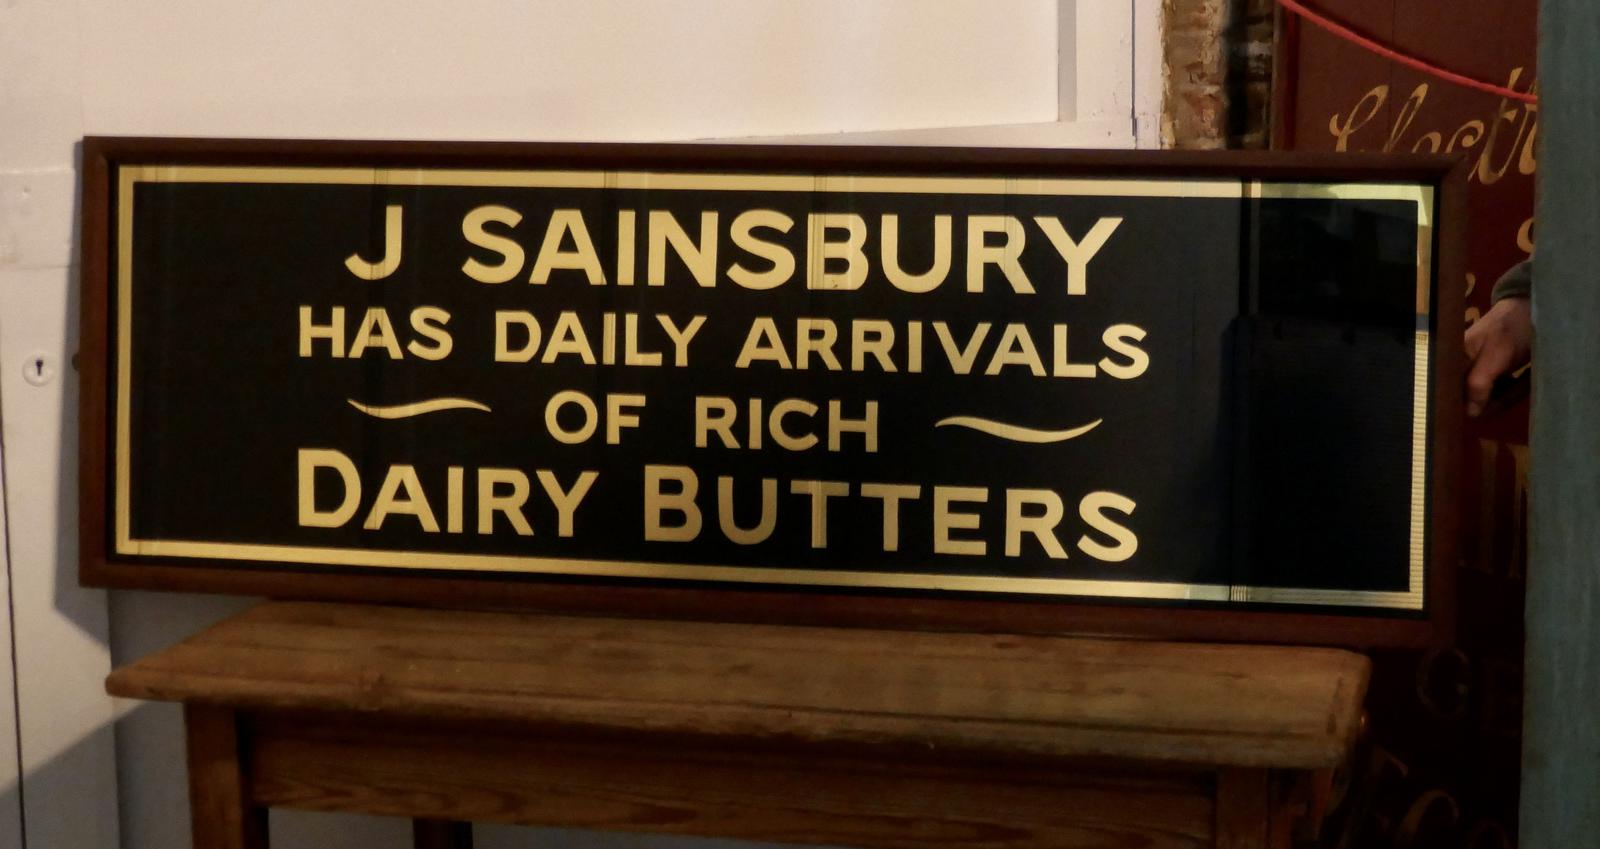 J SAINSBURY
HAS DAILY ARRIVALS
OF RICH
DAIRY BUTTERS